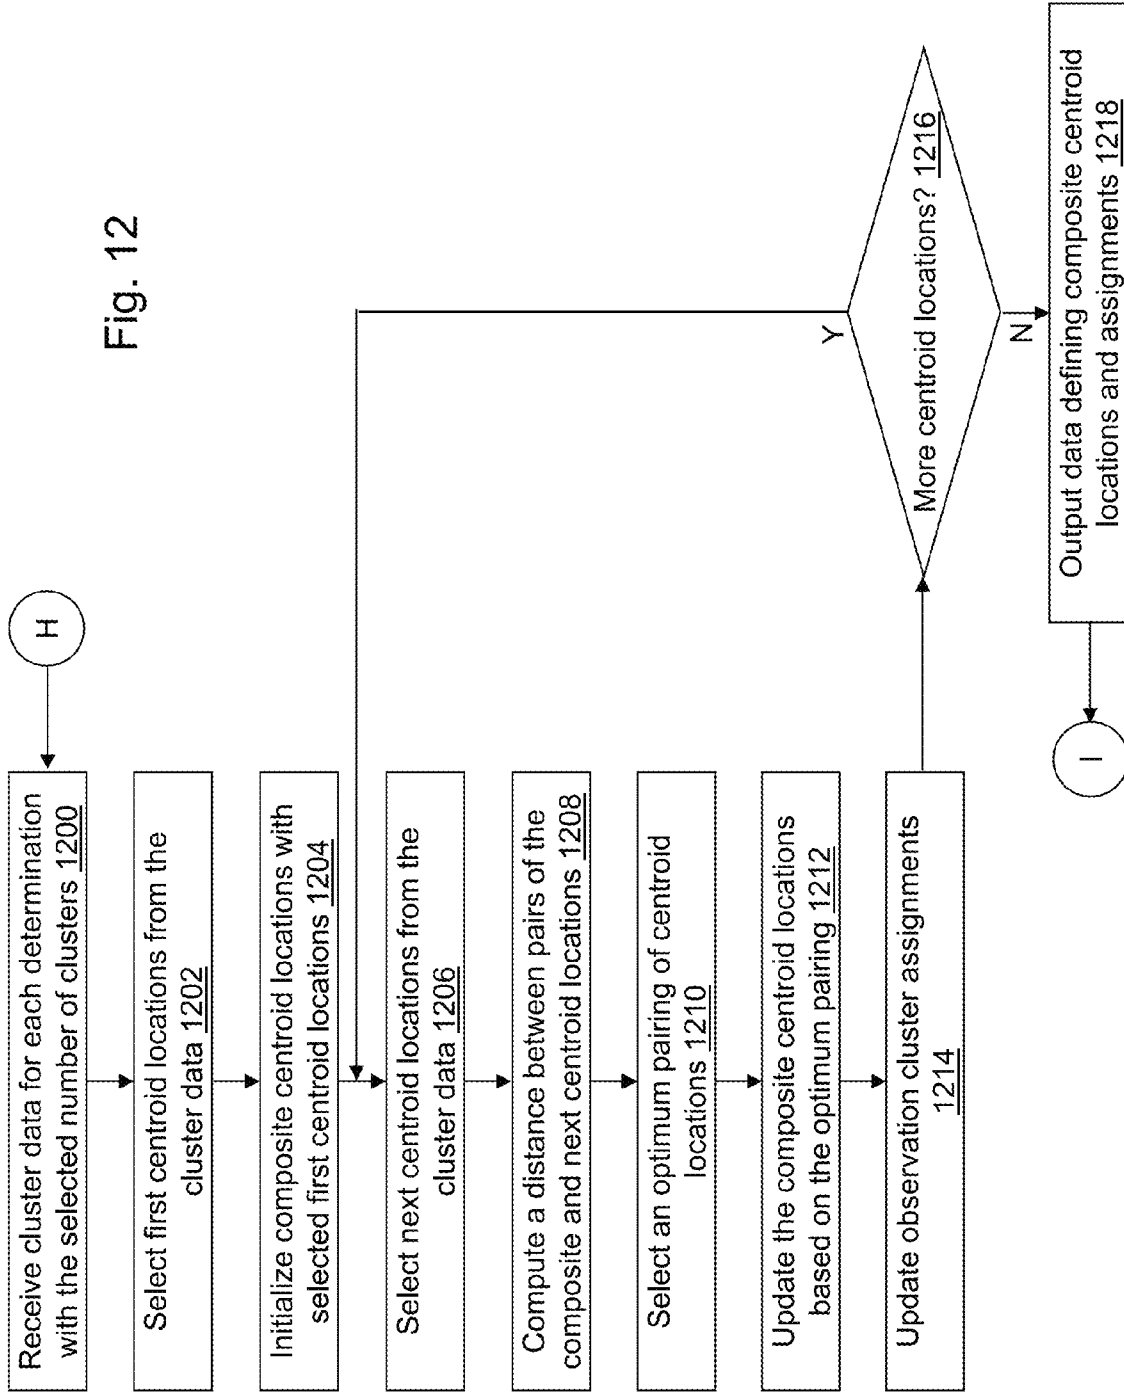 Fig. 12
H
Receive cluster data for each determination
with the selected number of clusters 1200
Select first centroid locations from the
cluster data 1202
Initialize composite centroid locations with
selected first centroid locations 1204
Select next centroid locations from the
cluster data 1206
Compute a distance between pairs of the
composite and next centroid locations 1208
Select an optimum pairing of centroid
locations 1210
Update the composite centroid locations
based on the optimum pairing 1212
Update observation cluster assignments
1214
More centroid locations? 1216
Y
N
Output data defining composite centroid
locations and assignments 1218
I